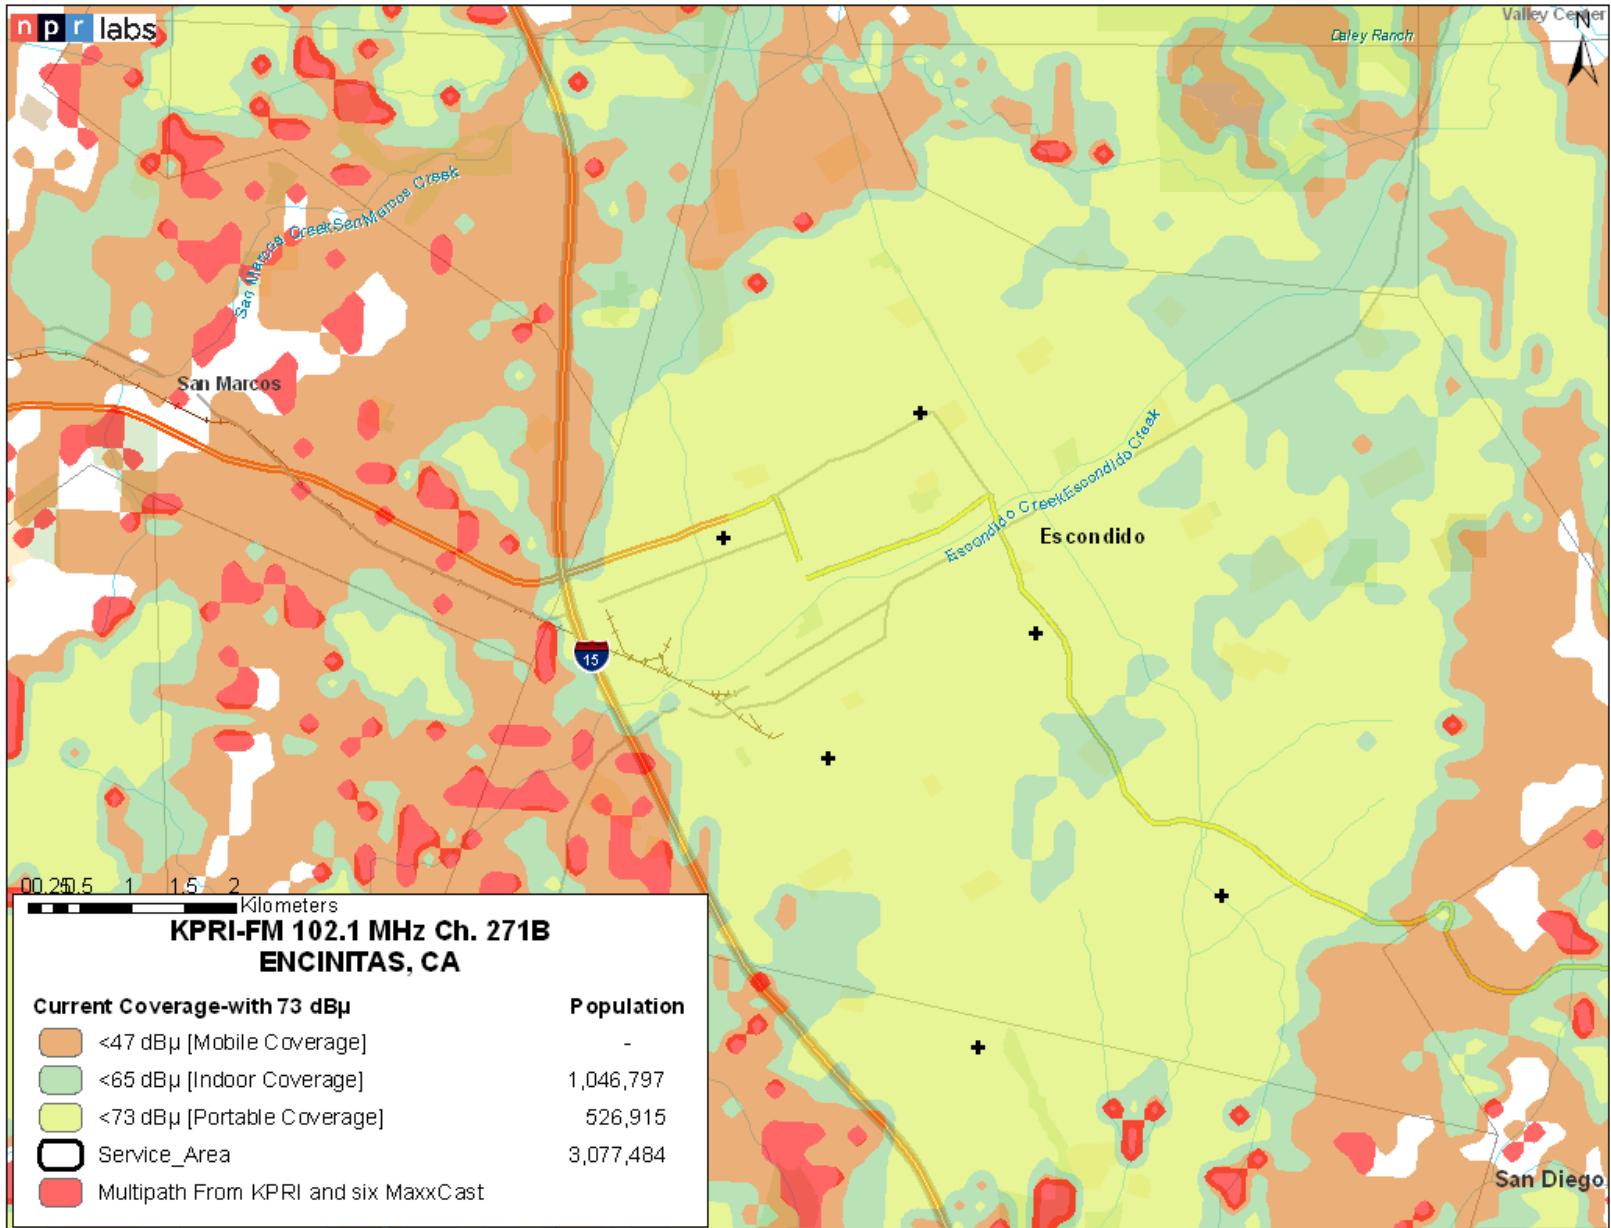 npr labs
Valley Center
N
Daley Ranch
San Marcos Creek San Marcos Creek
San Marcos
Escondido Creek Escondido Creek
Escondido
15
0 0.25 0.5 1 1.5 2
Kilometers
KPRI-FM 102.1 MHz Ch. 271B
ENCINITAS, CA
Current Coverage-with 73 dBµ Population
<47 dBµ [Mobile Coverage] -
<65 dBµ [Indoor Coverage] 1,046,797
<73 dBµ [Portable Coverage] 526,915
Service_Area 3,077,484
Multipath From KPRI and six MaxxCast
San Diego